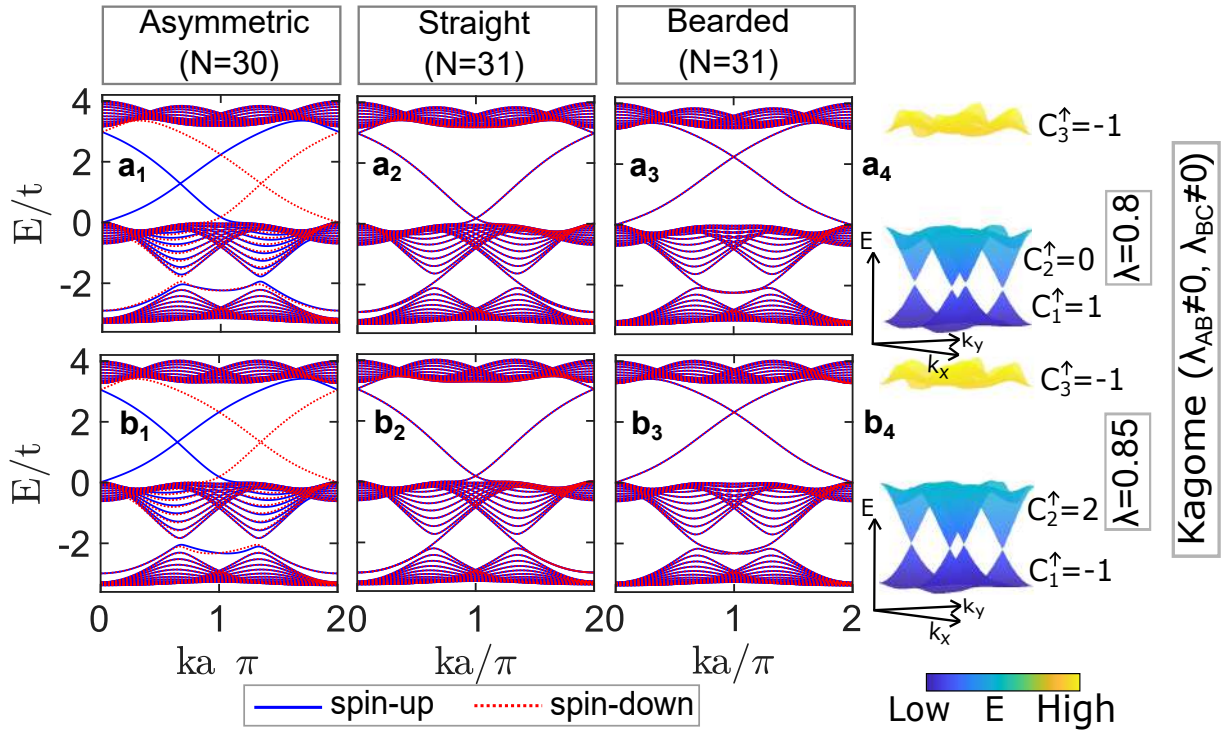 Asymmetric
(N=30)
Straight
(N=31)
Bearded
(N=31)
4
2
0
-2
E/t
a1
a2
a3
a4
C3↑=-1
C2↑=0
C1↑=1
E
ky
kx
λ=0.8
4
2
0
-2
E/t
b1
b2
b3
b4
C3↑=-1
C2↑=2
C1↑=-1
E
ky
kx
λ=0.85
Kagome (λAB≠0, λBC≠0)
0 1 20 1 20 1 2
ka π
ka/π
ka/π
spin-up
spin-down
Low E High